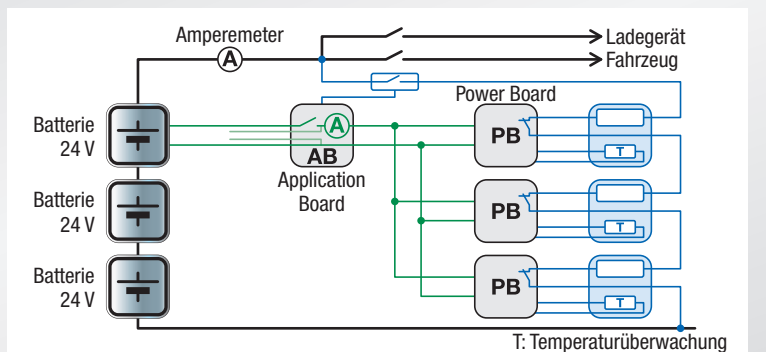 Amperemeter
A
Ladegerät
Fahrzeug
Power Board
Batterie
24 V
A
AB
Application
Board
PB
T
Batterie
24 V
PB
T
Batterie
24 V
PB
T
T: Temperaturüberwachung